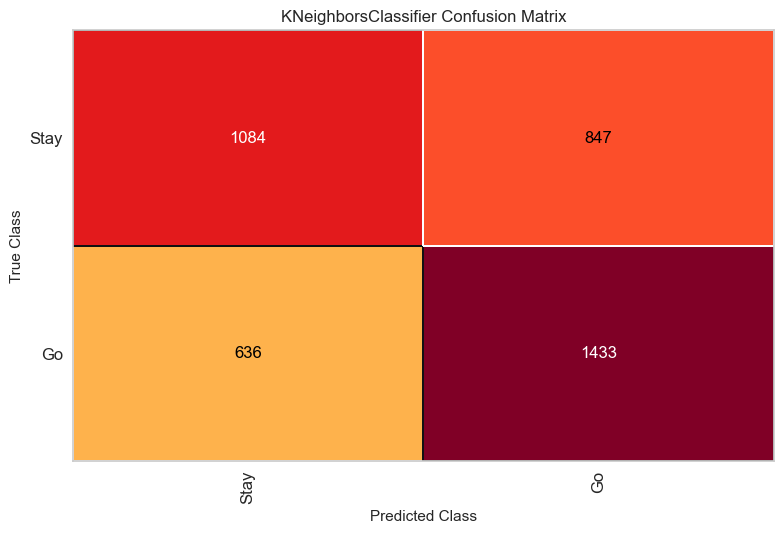 KNeighborsClassifier Confusion Matrix
True Class
Stay
1084
847
Go
636
1433
Stay
Go
Predicted Class